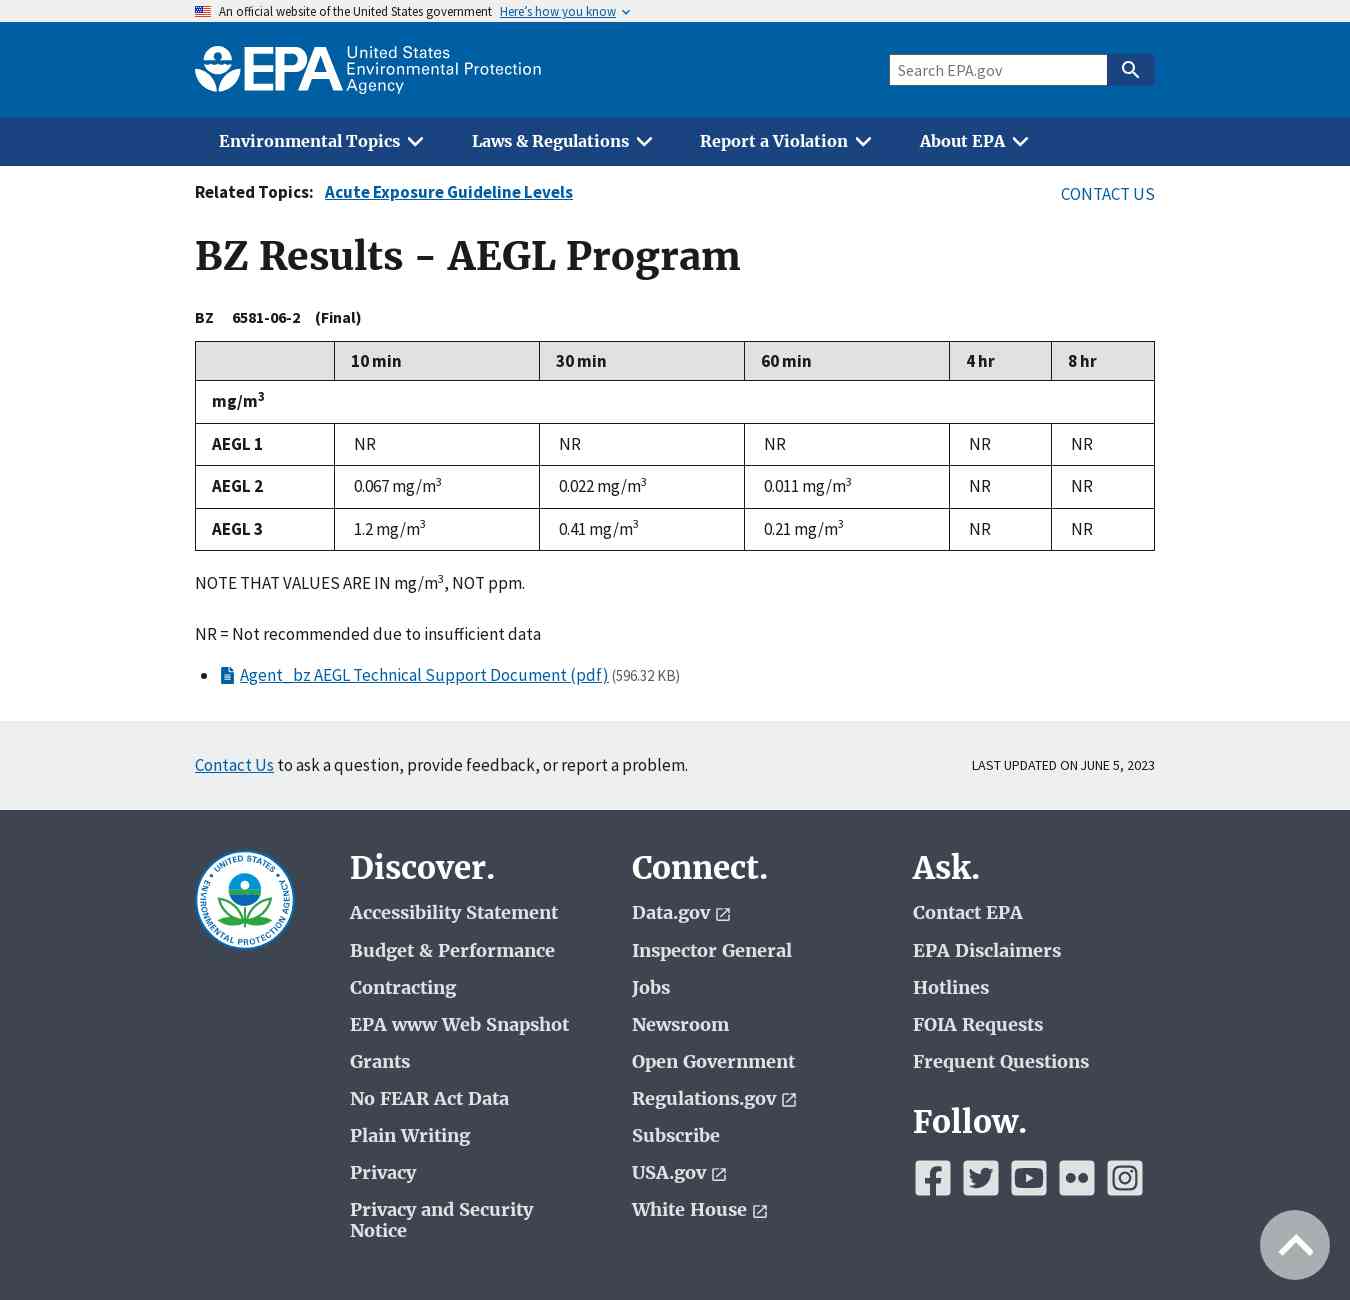 An official website of the United States government Here’s how you know
EPA United States
Environmental Protection
Agency
Search EPA.gov
Environmental Topics Laws & Regulations Report a Violation About EPA
Related Topics: Acute Exposure Guideline Levels CONTACT US
BZ Results - AEGL Program
BZ 6581-06-2 (Final)
10 min 30 min 60 min 4 hr 8 hr
mg/m³
AEGL 1 NR NR NR NR NR
AEGL 2 0.067 mg/m³ 0.022 mg/m³ 0.011 mg/m³ NR NR
AEGL 3 1.2 mg/m³ 0.41 mg/m³ 0.21 mg/m³ NR NR
NOTE THAT VALUES ARE IN mg/m³, NOT ppm.
NR = Not recommended due to insufficient data
Agent_bz AEGL Technical Support Document (pdf) (596.32 KB)
Contact Us to ask a question, provide feedback, or report a problem. LAST UPDATED ON JUNE 5, 2023
UNITED STATES
ENVIRONMENTAL PROTECTION AGENCY
Discover.
Accessibility Statement
Budget & Performance
Contracting
EPA www Web Snapshot
Grants
No FEAR Act Data
Plain Writing
Privacy
Privacy and Security
Notice
Connect.
Data.gov
Inspector General
Jobs
Newsroom
Open Government
Regulations.gov
Subscribe
USA.gov
White House
Ask.
Contact EPA
EPA Disclaimers
Hotlines
FOIA Requests
Frequent Questions
Follow.